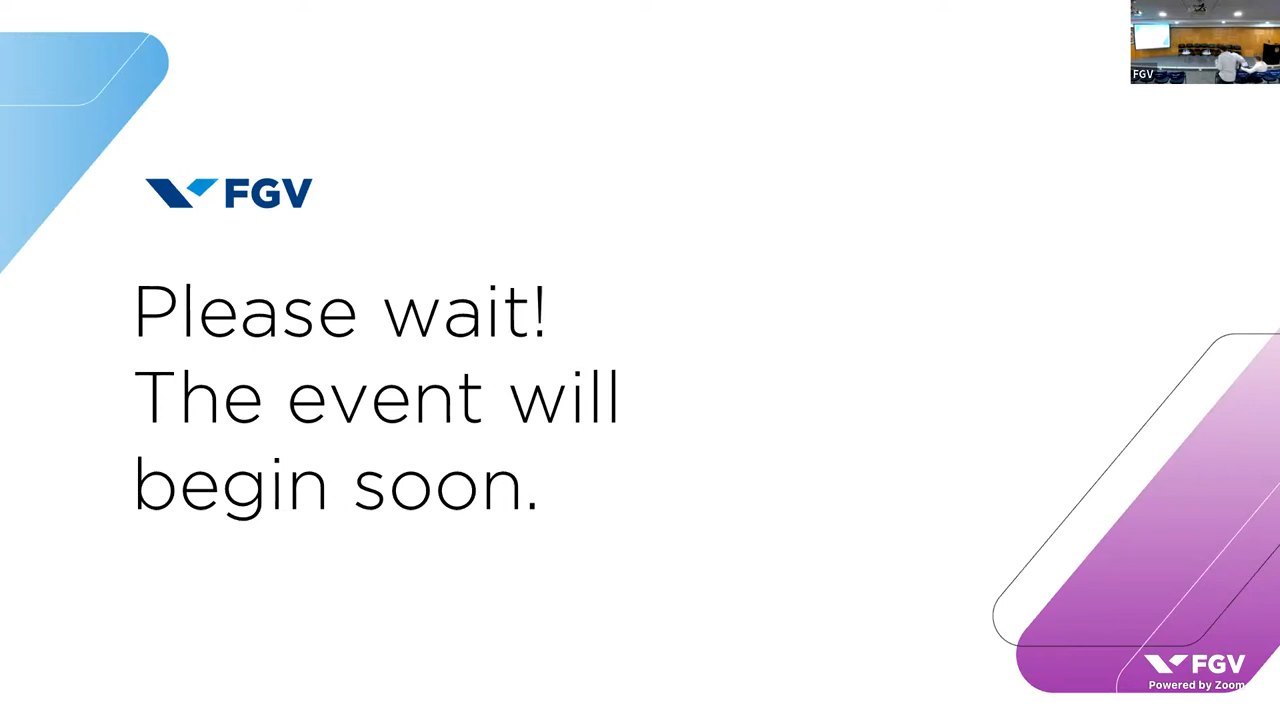 FGV
FGV
Please wait!
The event will
begin soon.
FGV
Powered by Zoom